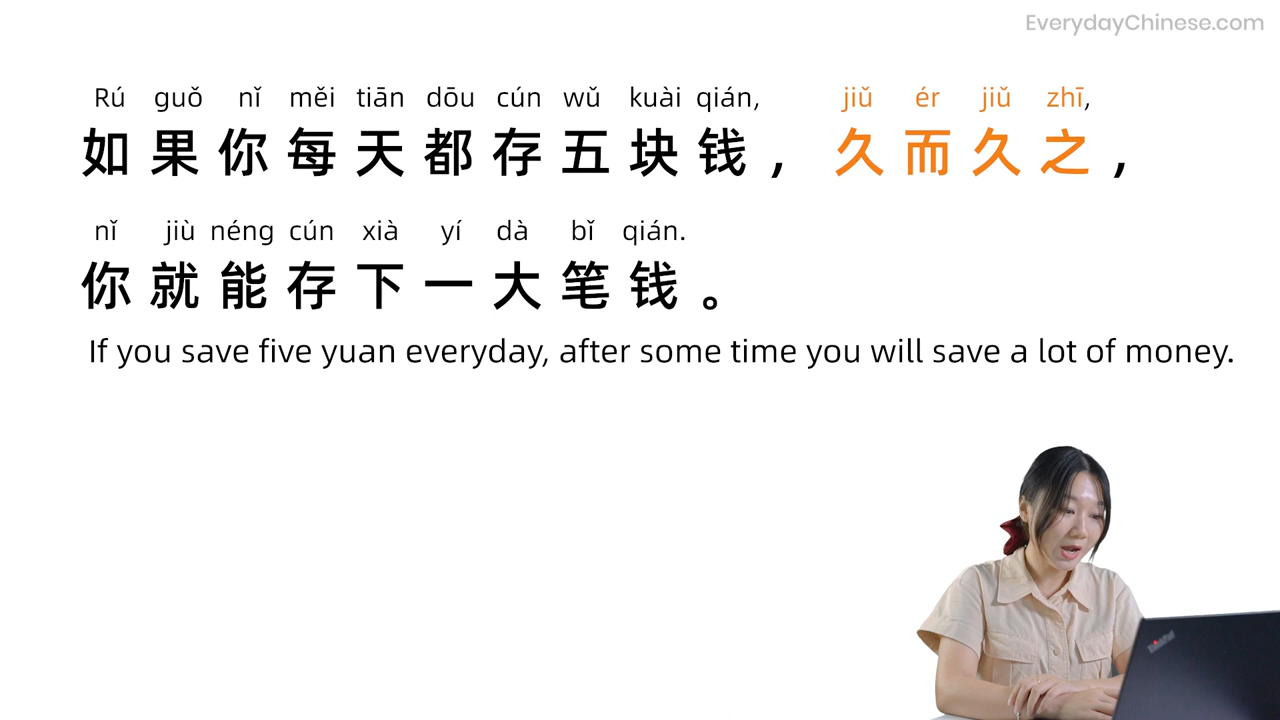 EverydayChinese.com
Rú guǒ nǐ měi tiān dōu cún wǔ kuài qián, jiǔ ér jiǔ zhī,
如果你每天都存五块钱，久而久之，
nǐ jiù néng cún xià yí dà bǐ qián.
你就能存下一大笔钱。
If you save five yuan everyday, after some time you will save a lot of money.
ThinkPad